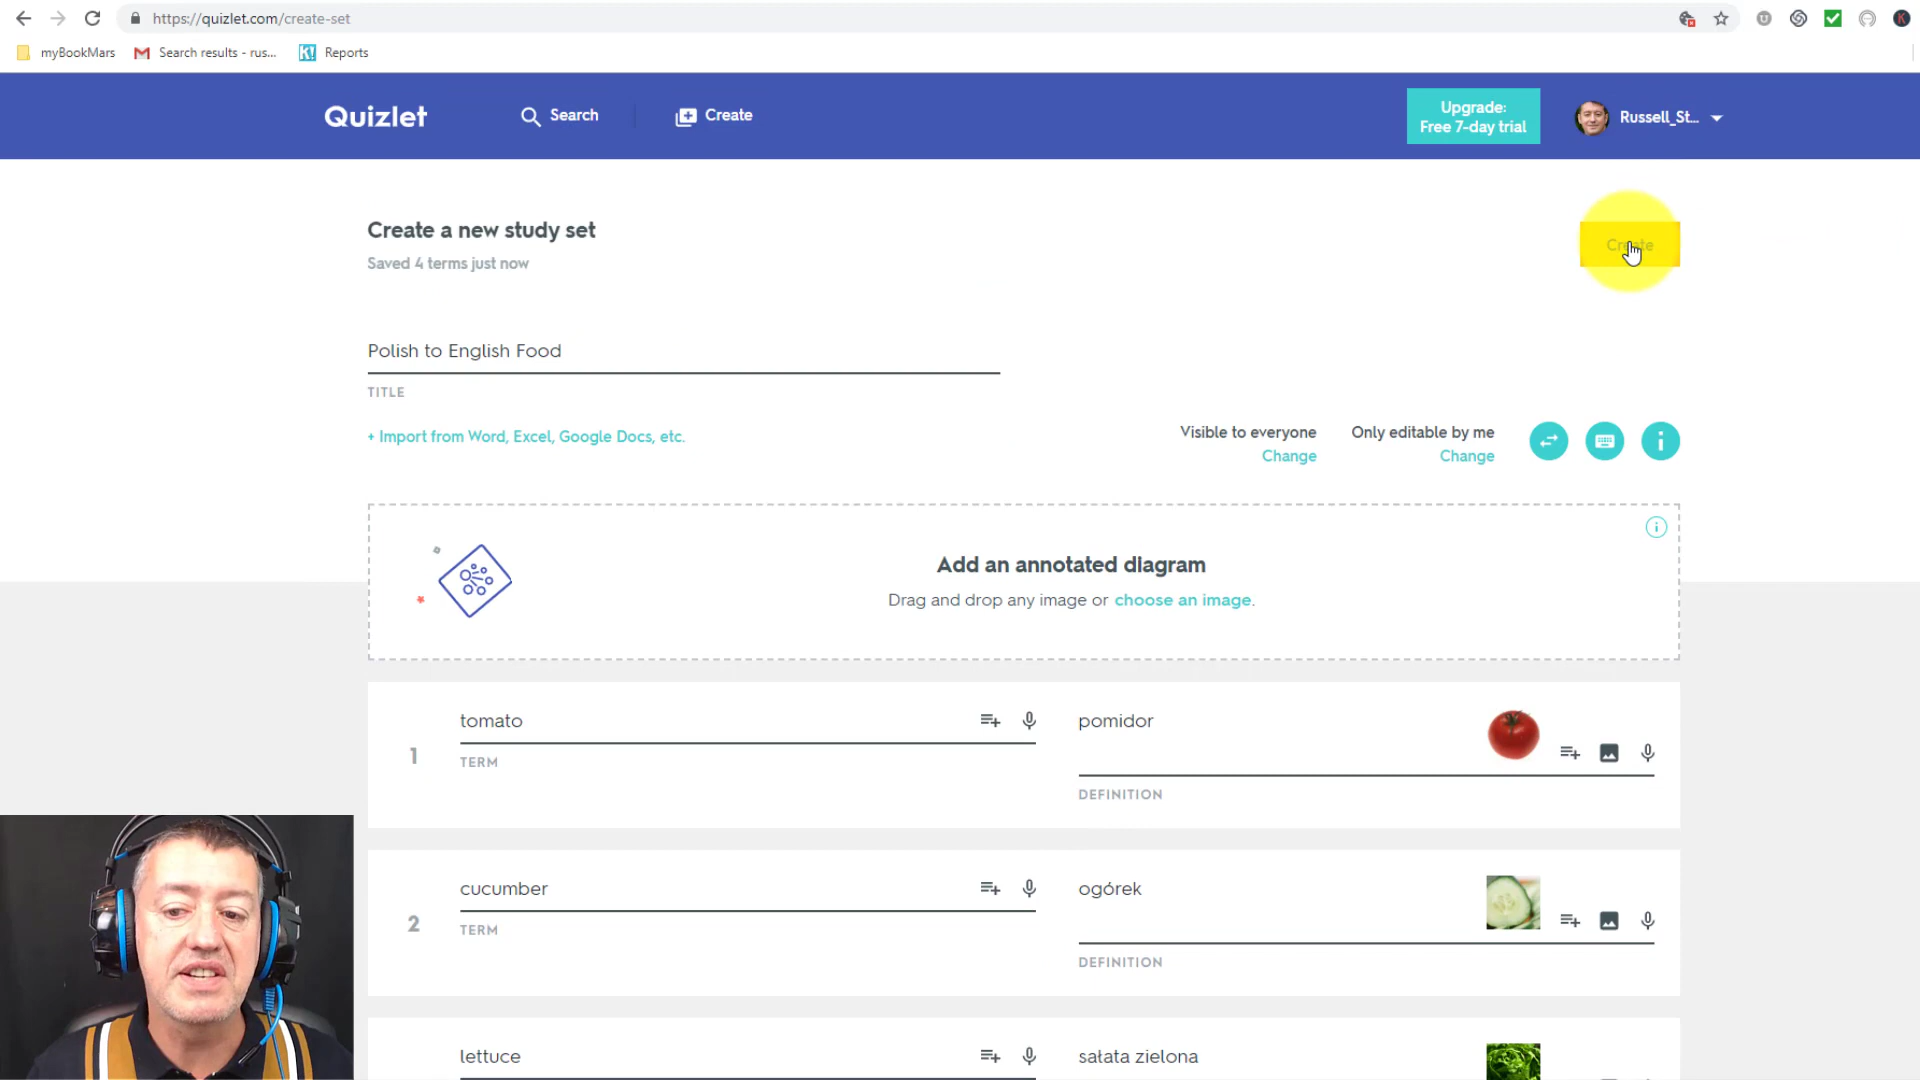 https://quizlet.com/create-set
myBookMars
Search results - rus...
Reports
Quizlet
Search
Create
Upgrade:
Free 7-day trial
Russell_St...
Create a new study set
Saved 4 terms just now
Create
Polish to English Food
TITLE
+ Import from Word, Excel, Google Docs, etc.
Visible to everyone
Change
Only editable by me
Change
Add an annotated diagram
Drag and drop any image or choose an image.
1
tomato
TERM
pomidor
DEFINITION
2
cucumber
TERM
ogórek
DEFINITION
lettuce
sałata zielona